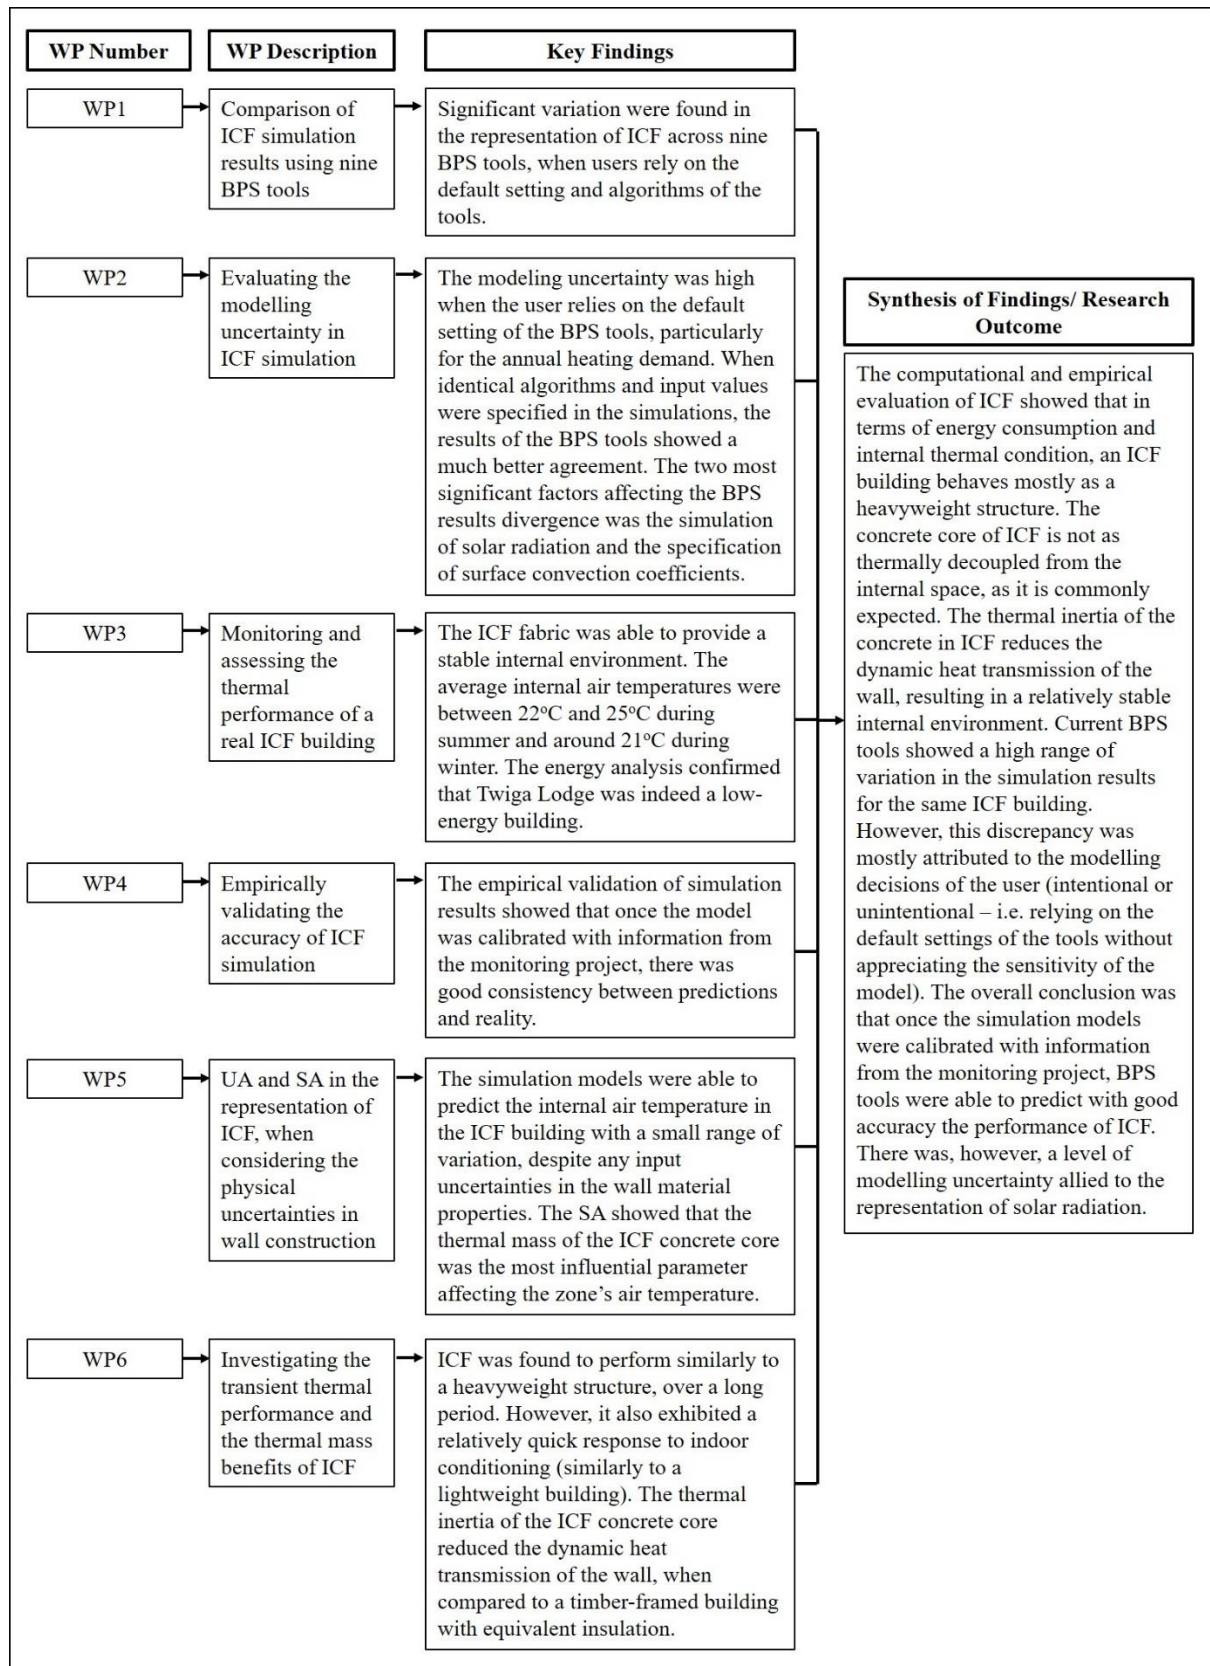 WP Number
WP Description
Key Findings
WP1
Comparison of
ICF simulation
results using nine
BPS tools
Significant variation were found in
the representation of ICF across nine
BPS tools, when users rely on the
default setting and algorithms of the
tools.
WP2
Evaluating the
modelling
uncertainty in
ICF simulation
The modeling uncertainty was high
when the user relies on the default
setting of the BPS tools, particularly
for the annual heating demand. When
identical algorithms and input values
were specified in the simulations, the
results of the BPS tools showed a
much better agreement. The two most
significant factors affecting the BPS
results divergence was the simulation
of solar radiation and the specification
of surface convection coefficients.
WP3
Monitoring and
assessing the
thermal
performance of a
real ICF building
The ICF fabric was able to provide a
stable internal environment. The
average internal air temperatures were
between 22°C and 25°C during
summer and around 21°C during
winter. The energy analysis confirmed
that Twiga Lodge was indeed a low-
energy building.
WP4
Empirically
validating the
accuracy of ICF
simulation
The empirical validation of simulation
results showed that once the model
was calibrated with information from
the monitoring project, there was
good consistency between predictions
and reality.
WP5
UA and SA in the
representation of
ICF, when
considering the
physical
uncertainties in
wall construction
The simulation models were able to
predict the internal air temperature in
the ICF building with a small range of
variation, despite any input
uncertainties in the wall material
properties. The SA showed that the
thermal mass of the ICF concrete core
was the most influential parameter
affecting the zone's air temperature.
WP6
Investigating the
transient thermal
performance and
the thermal mass
benefits of ICF
ICF was found to perform similarly to
a heavyweight structure, over a long
period. However, it also exhibited a
relatively quick response to indoor
conditioning (similarly to a
lightweight building). The thermal
inertia of the ICF concrete core
reduced the dynamic heat
transmission of the wall, when
compared to a timber-framed building
with equivalent insulation.
Synthesis of Findings/ Research
Outcome
The computational and empirical
evaluation of ICF showed that in
terms of energy consumption and
internal thermal condition, an ICF
building behaves mostly as a
heavyweight structure. The
concrete core of ICF is not as
thermally decoupled from the
internal space, as it is commonly
expected. The thermal inertia of the
concrete in ICF reduces the
dynamic heat transmission of the
wall, resulting in a relatively stable
internal environment. Current BPS
tools showed a high range of
variation in the simulation results
for the same ICF building.
However, this discrepancy was
mostly attributed to the modelling
decisions of the user (intentional or
unintentional – i.e. relying on the
default settings of the tools without
appreciating the sensitivity of the
model). The overall conclusion was
that once the simulation models
were calibrated with information
from the monitoring project, BPS
tools were able to predict with good
accuracy the performance of ICF.
There was, however, a level of
modelling uncertainty allied to the
representation of solar radiation.